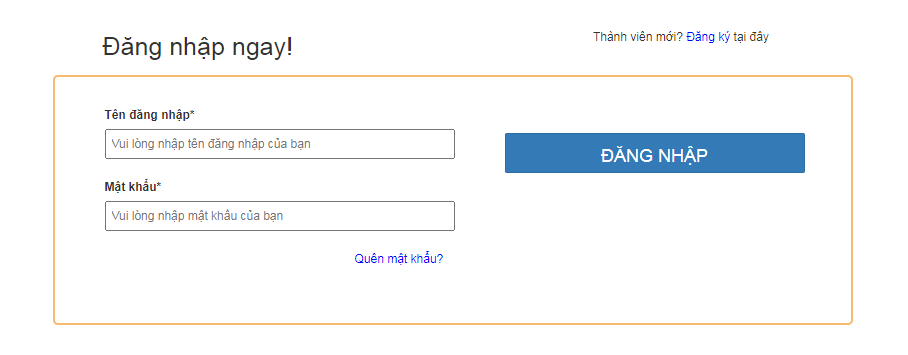 Đăng nhập ngay!
Thành viên mới? Đăng ký tại đây
Tên đăng nhập*
Vui lòng nhập tên đăng nhập của bạn
ĐĂNG NHẬP
Mật khẩu*
Vui lòng nhập mật khẩu của bạn
Quên mật khẩu?